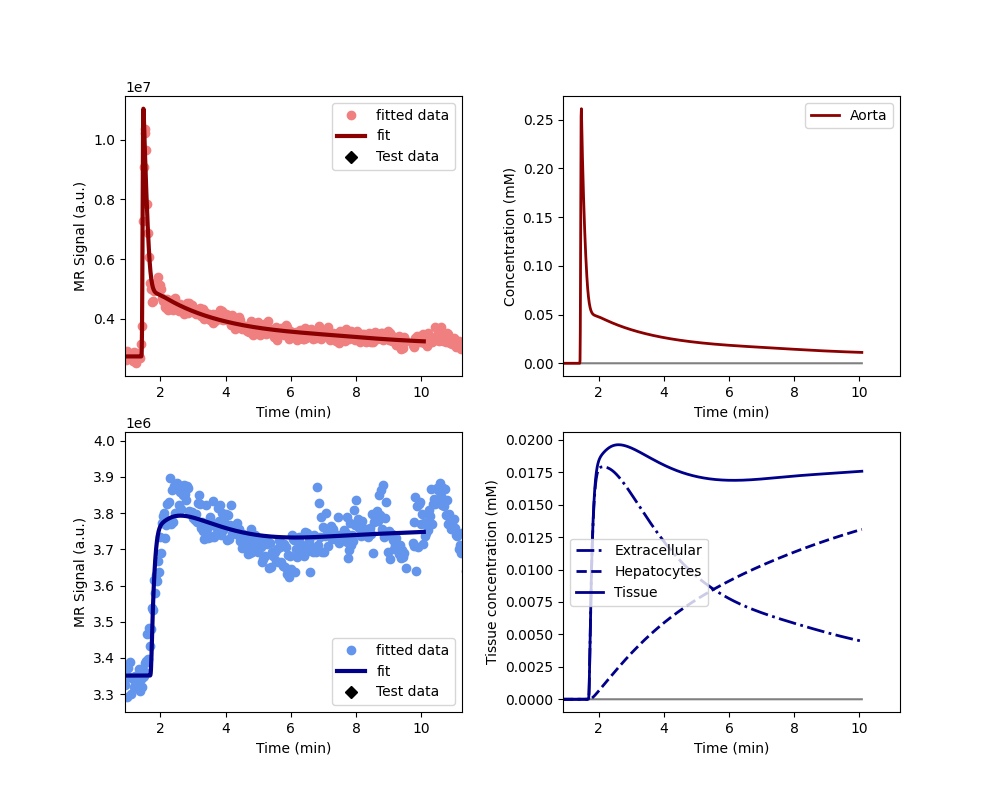 1e7
MR Signal (a.u.)
1.0
0.8
0.6
0.4
fitted data
fit
Test data
2 4 6 8 10
Time (min)
Concentration (mM)
0.25
0.20
0.15
0.10
0.05
0.00
Aorta
2 4 6 8 10
Time (min)
1e6
MR Signal (a.u.)
4.0
3.9
3.8
3.7
3.6
3.5
3.4
3.3
fitted data
fit
Test data
2 4 6 8 10
Time (min)
Tissue concentration (mM)
0.0200
0.0175
0.0150
0.0125
0.0100
0.0075
0.0050
0.0025
0.0000
Extracellular
Hepatocytes
Tissue
2 4 6 8 10
Time (min)